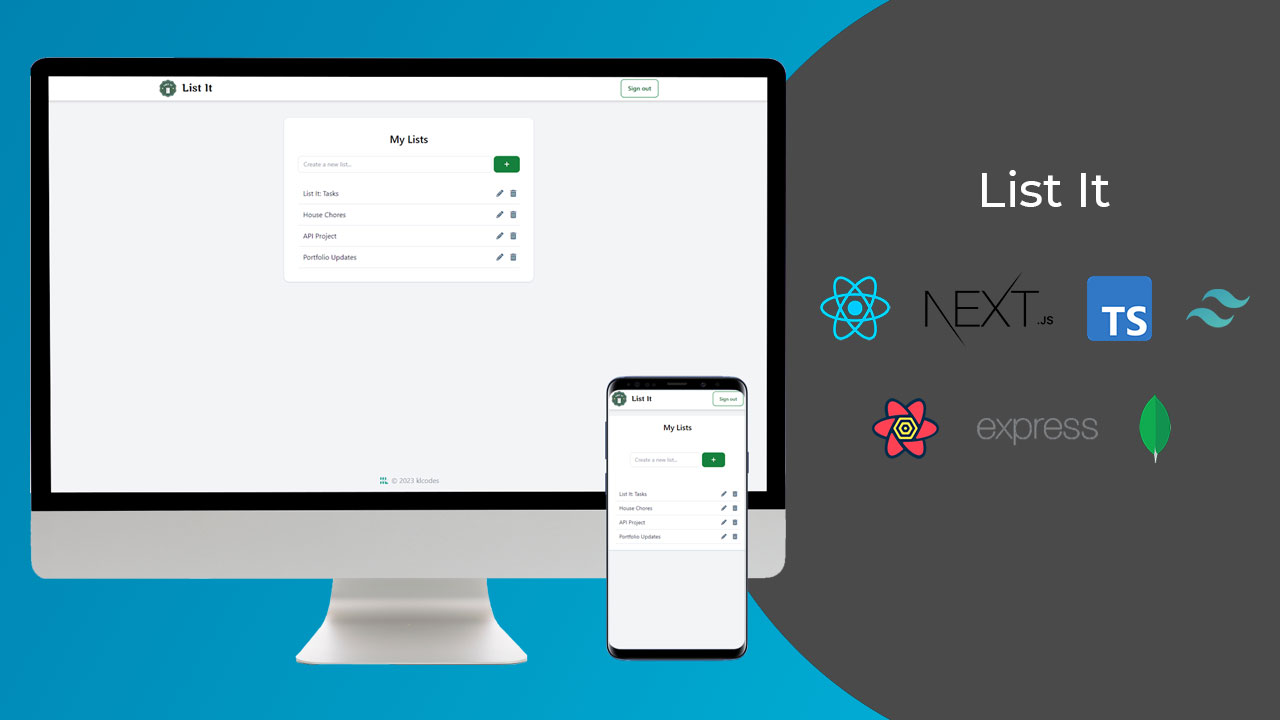 List It
Sign out
My Lists
Create a new list...
+
List It: Tasks
House Chores
API Project
Portfolio Updates
© 2023 klcodes
List It
Sign out
My Lists
Create a new list...
+
List It: Tasks
House Chores
API Project
Portfolio Updates
List It
NEXT.JS
TS
express